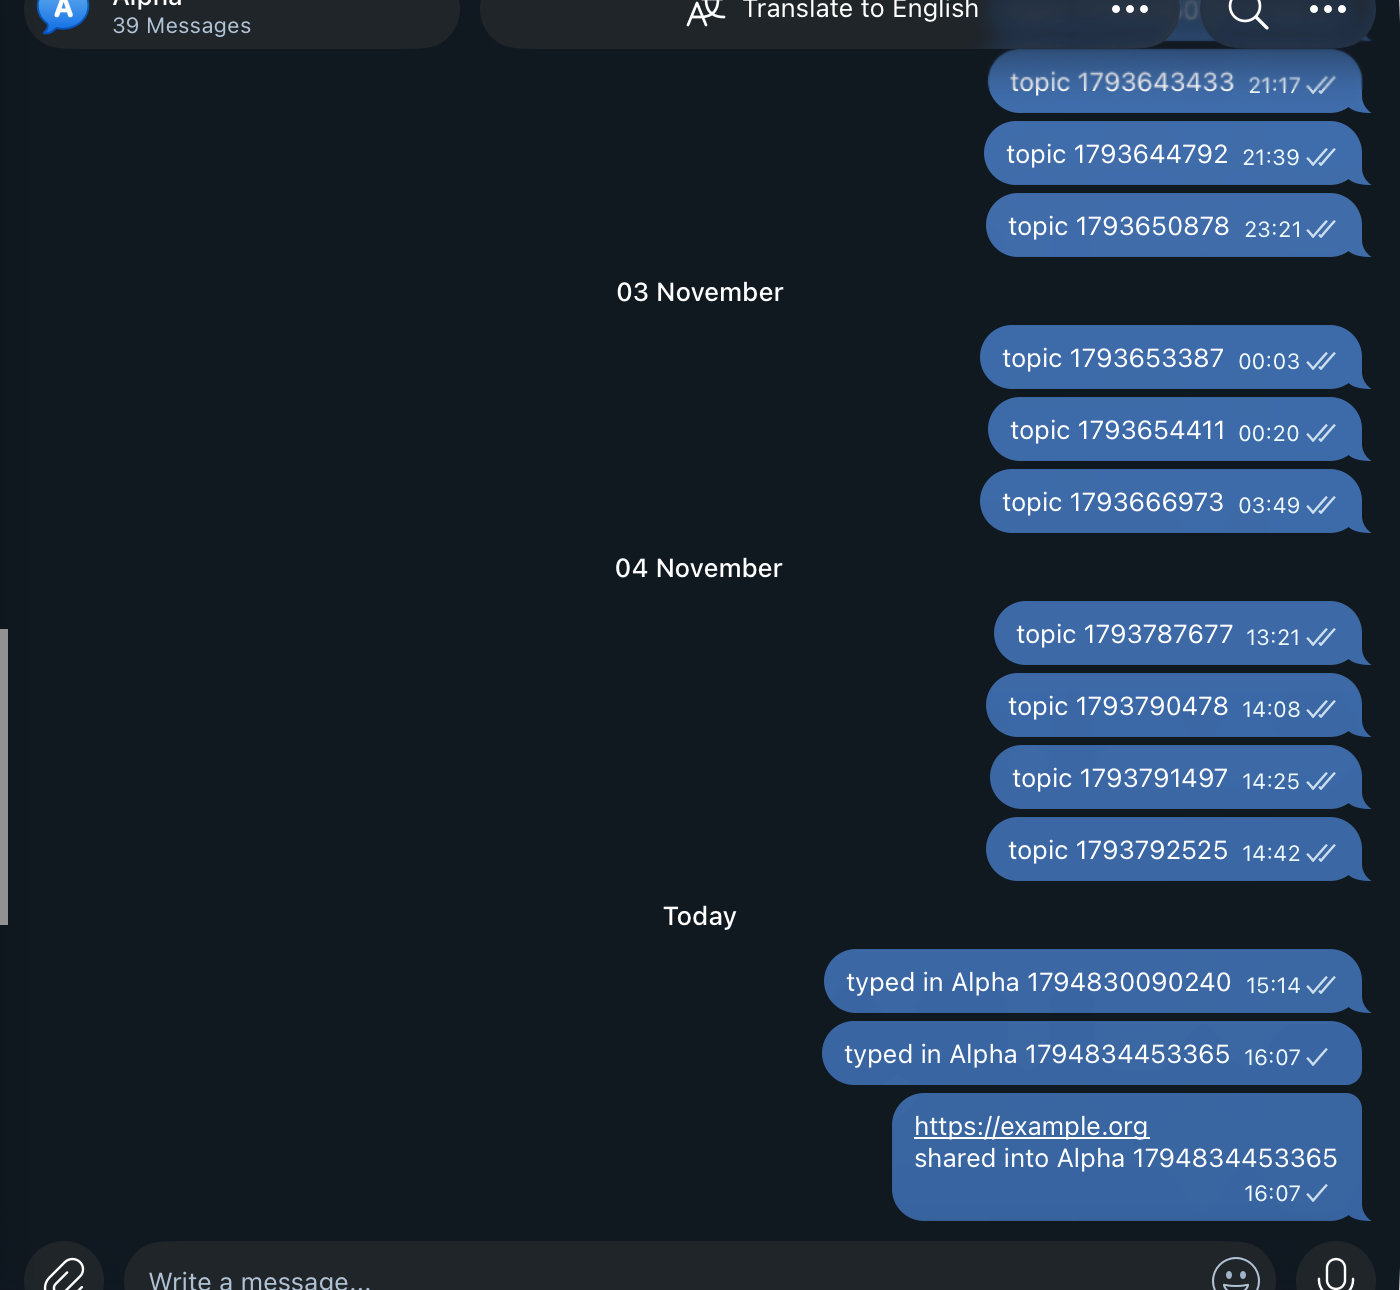 Alpha
39 Messages
Translate to English
topic 1793643433 21:17
topic 1793644792 21:39
topic 1793650878 23:21
03 November
topic 1793653387 00:03
topic 1793654411 00:20
topic 1793666973 03:49
04 November
topic 1793787677 13:21
topic 1793790478 14:08
topic 1793791497 14:25
topic 1793792525 14:42
Today
typed in Alpha 1794830090240 15:14
typed in Alpha 1794834453365 16:07
https://example.org
shared into Alpha 1794834453365
16:07
Write a message...